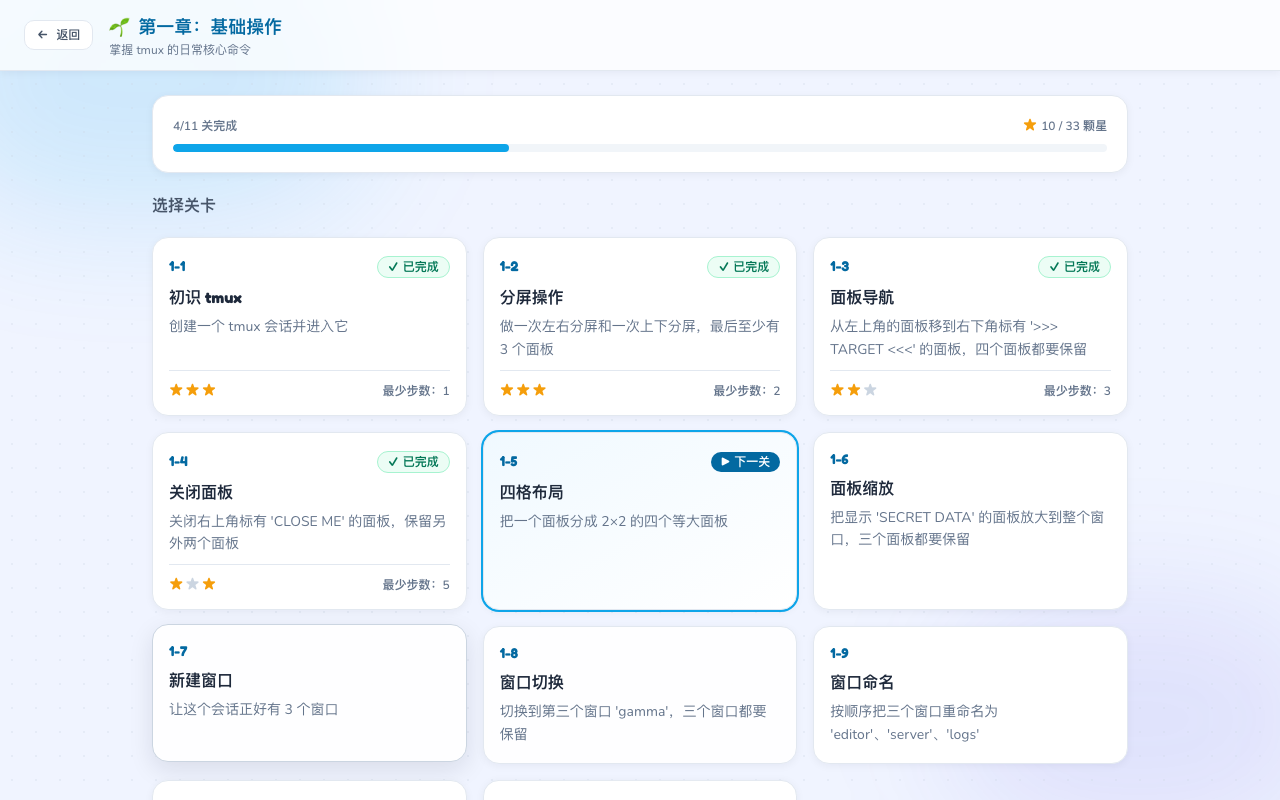 ← 返回
🌱 第一章：基础操作
掌握 tmux 的日常核心命令
4/11 关完成
★ 10 / 33 颗星
选择关卡
1-1
✓ 已完成
初识 tmux
创建一个 tmux 会话并进入它
★★★
最少步数：1
1-2
✓ 已完成
分屏操作
做一次左右分屏和一次上下分屏，最后至少有
3 个面板
★★★
最少步数：2
1-3
✓ 已完成
面板导航
从左上角的面板移到右下角标有 '>>>
TARGET <<<' 的面板，四个面板都要保留
★★★
最少步数：3
1-4
✓ 已完成
关闭面板
关闭右上角标有 'CLOSE ME' 的面板，保留另
外两个面板
★★★
最少步数：5
1-5
▶ 下一关
四格布局
把一个面板分成 2×2 的四个等大面板
1-6
面板缩放
把显示 'SECRET DATA' 的面板放大到整个窗
口，三个面板都要保留
1-7
新建窗口
让这个会话正好有 3 个窗口
1-8
窗口切换
切换到第三个窗口 'gamma'，三个窗口都要
保留
1-9
窗口命名
按顺序把三个窗口重命名为
'editor'、'server'、'logs'